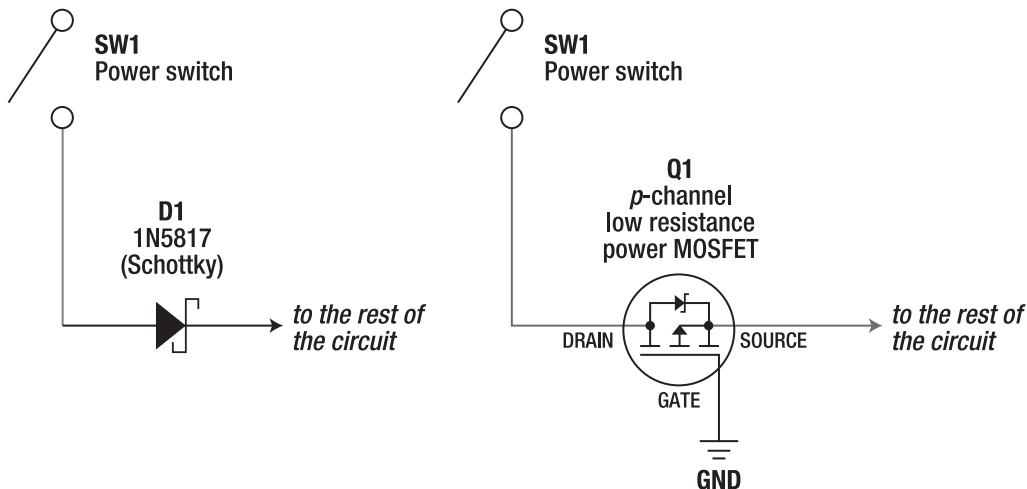 SW1
Power switch
D1
1N5817
(Schottky)
to the rest of
the circuit
SW1
Power switch
Q1
p-channel
low resistance
power MOSFET
DRAIN
SOURCE
GATE
GND
to the rest of
the circuit